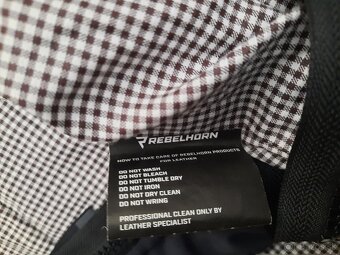 REBELHORN
HOW TO TAKE CARE OF REBELHORN PRODUCTS
FOR LEATHER
DO NOT WASH
DO NOT BLEACH
DO NOT TUMBLE DRY
DO NOT IRON
DO NOT DRY CLEAN
DO NOT WRING
PROFESSIONAL CLEAN ONLY BY
LEATHER SPECIALIST